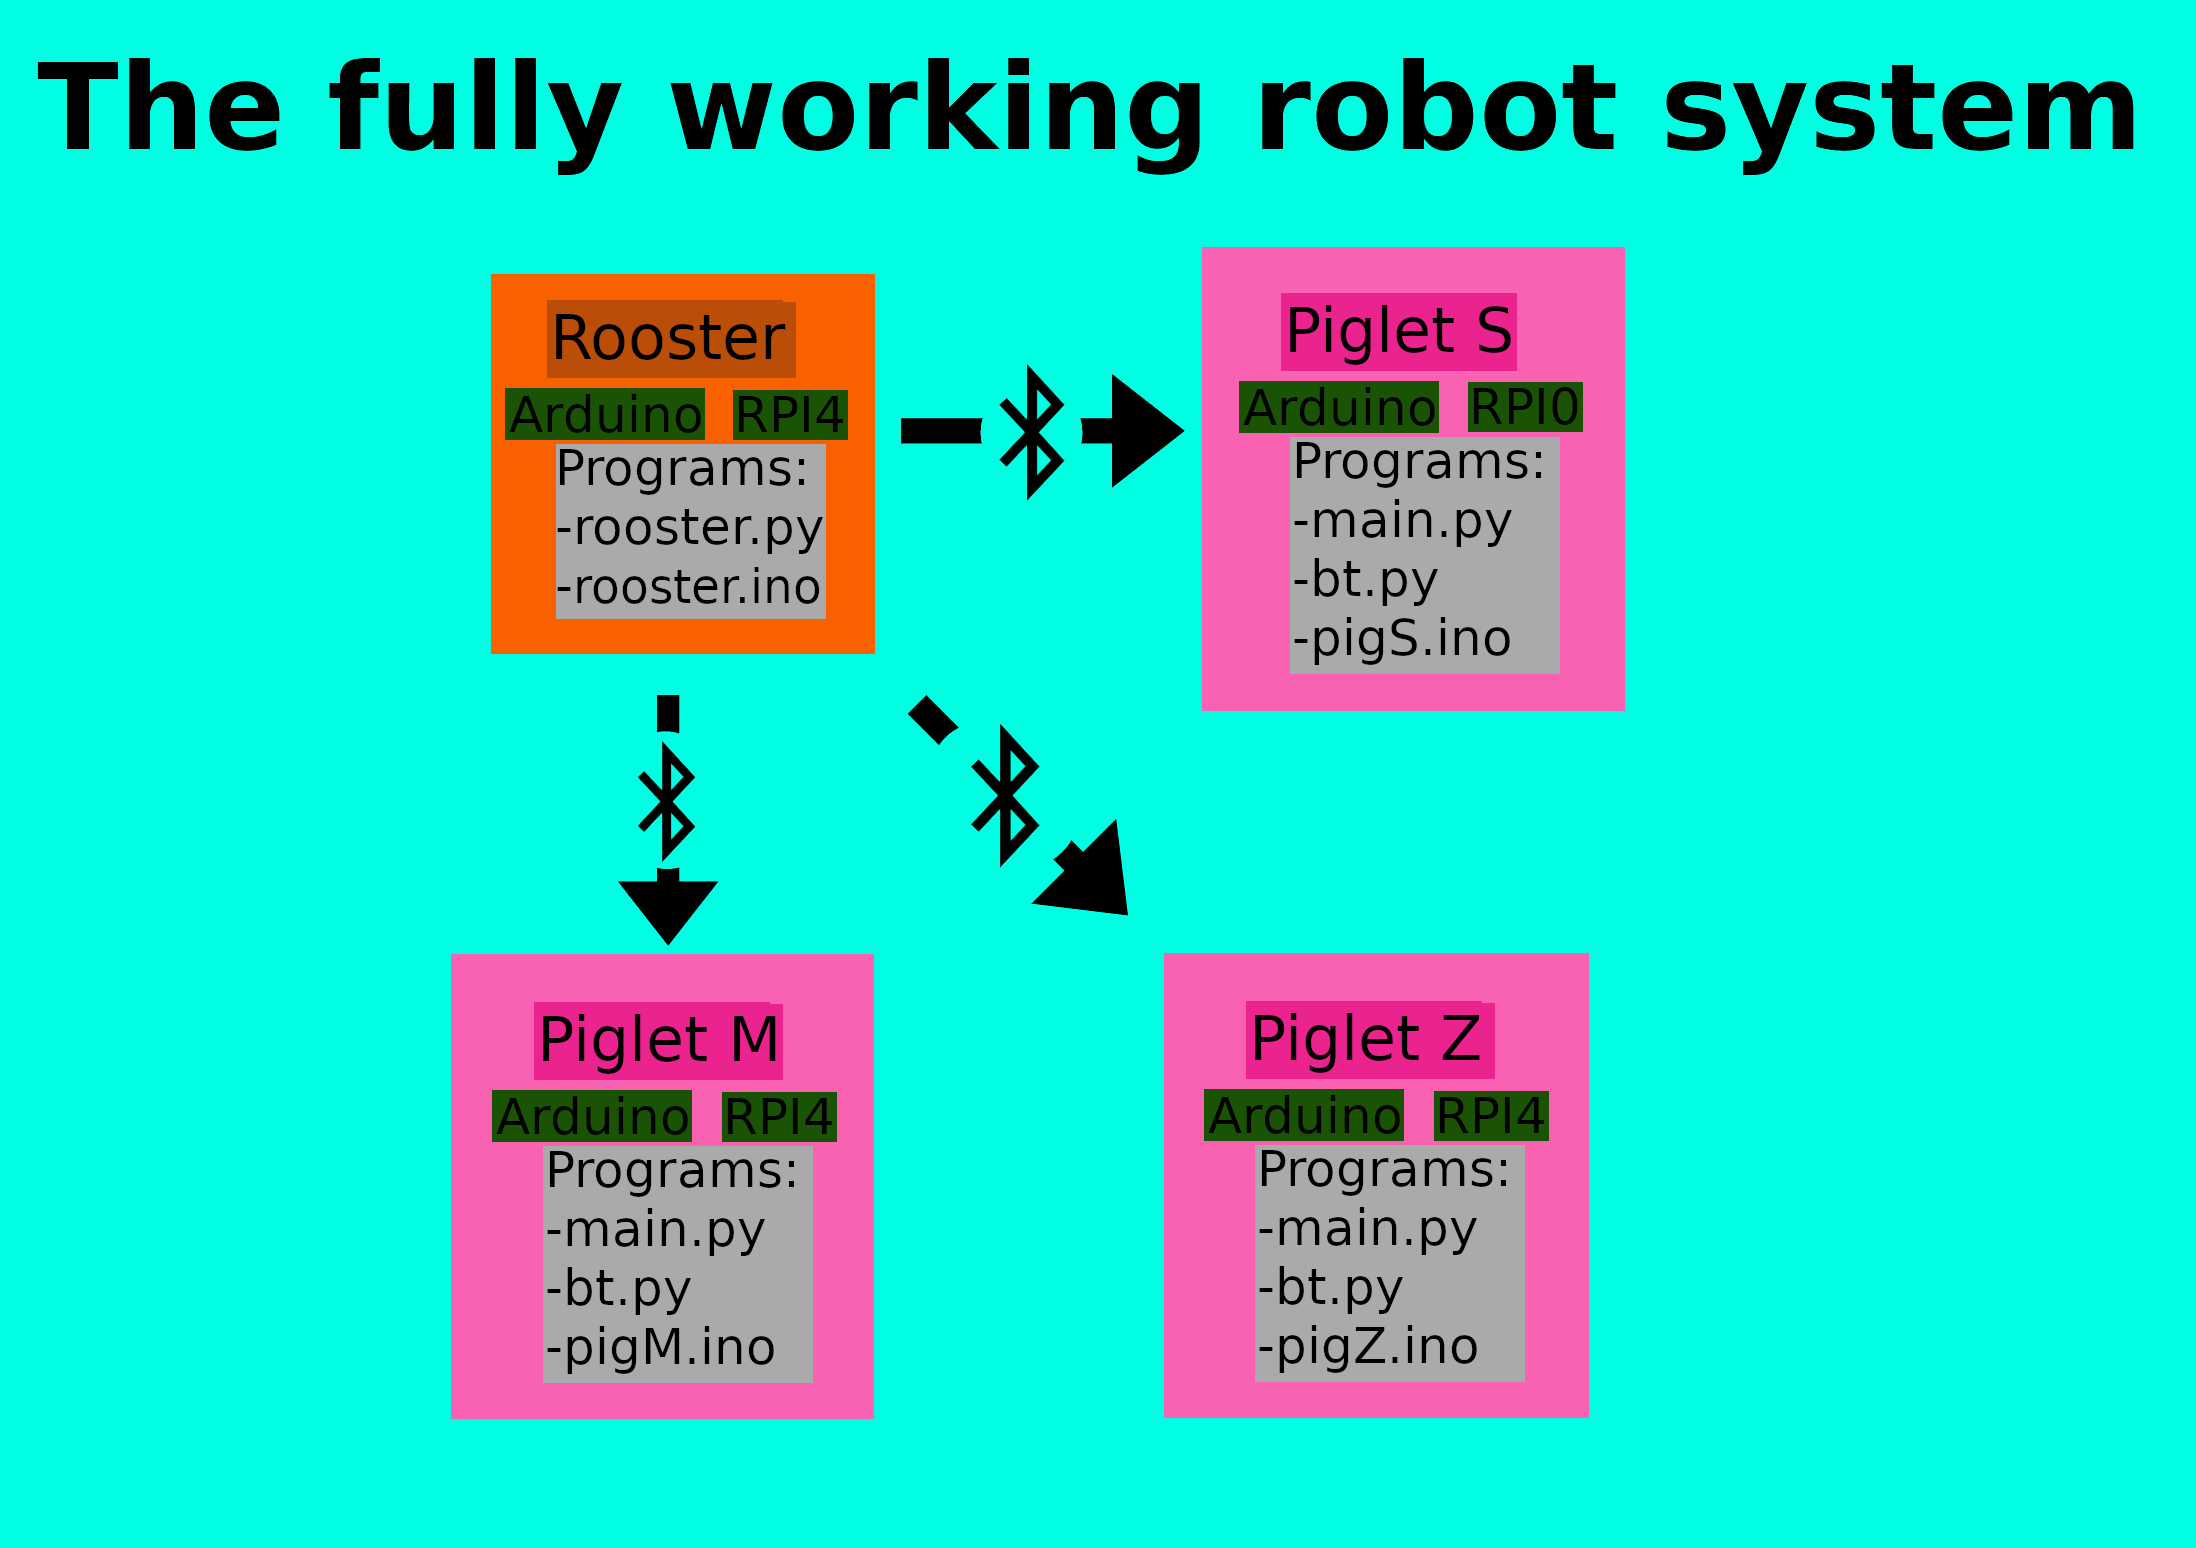 The fully working robot system
Rooster
Arduino RPI4
Programs:
-rooster.py
-rooster.ino
Piglet S
Arduino RPI0
Programs:
-main.py
-bt.py
-pigS.ino
Piglet M
Arduino RPI4
Programs:
-main.py
-bt.py
-pigM.ino
Piglet Z
Arduino RPI4
Programs:
-main.py
-bt.py
-pigZ.ino